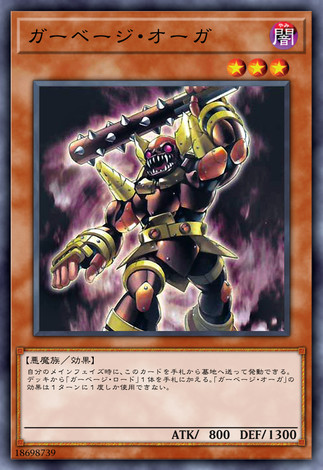 ガーベージ・オーガ
やみ
闇
【悪魔族/効果】
自分のメインフェイズ時に、このカードを手札から墓地へ送って発動できる。
デッキから「ガーベージ・ロード」1体を手札に加える。「ガーベージ・オーガ」の
効果は1ターンに1度しか使用できない。
ATK/ 800 DEF/1300
18698739